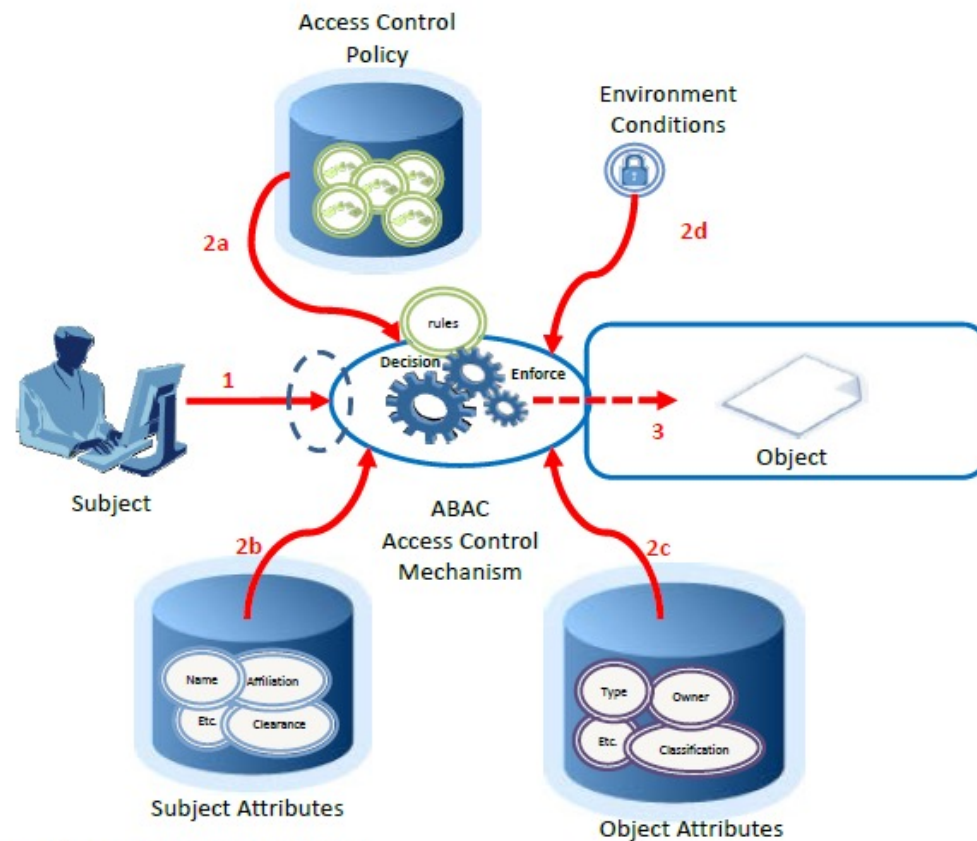 Access Control
Policy
Environment
Conditions
2a
2d
rules
Decision
Enforce
1
3
Subject
Object
ABAC
Access Control
Mechanism
2b
2c
Name
Affiliation
Etc.
Clearance
Type
Owner
Etc.
Classification
Subject Attributes
Object Attributes